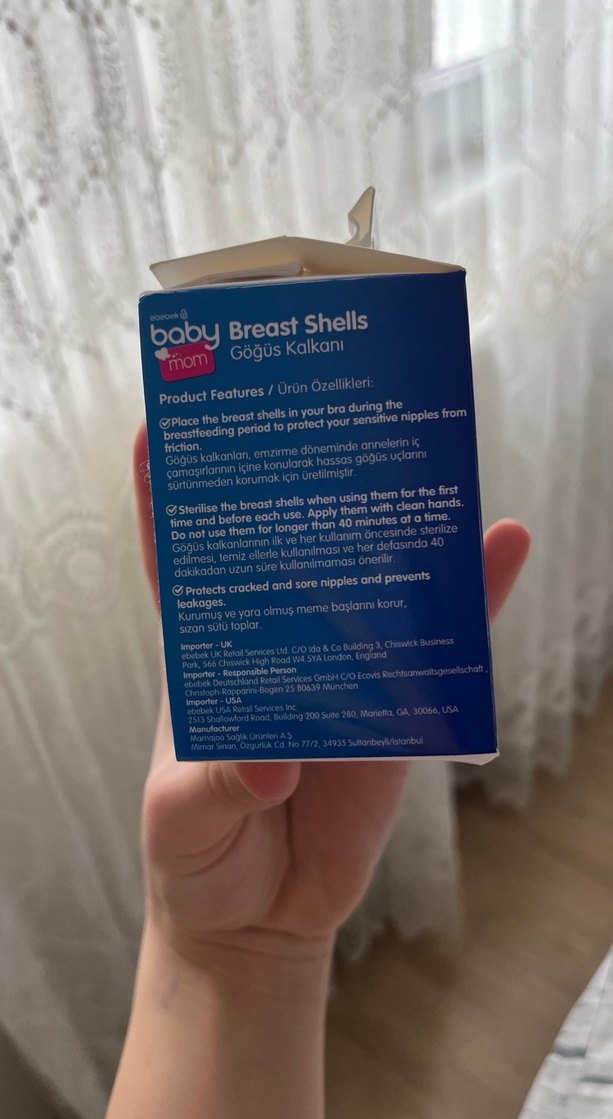 ebebek
baby
mom
Breast Shells
Göğüs Kalkanı
Product Features / Ürün Özellikleri:
Place the breast shells in your bra during the
breastfeeding period to protect your sensitive nipples from
friction.
Göğüs kalkanları, emzirme döneminde annelerin iç
çamaşırlarının içine konularak hassas göğüs uçlarını
sürtünmeden korumak için üretilmiştir.
Sterilise the breast shells when using them for the first
time and before each use. Apply them with clean hands.
Do not use them for longer than 40 minutes at a time.
Göğüs kalkanlarının ilk ve her kullanım öncesinde sterilize
edilmesi, temiz ellerle kullanılması ve her defasında 40
dakikadan uzun süre kullanılmaması önerilir.
Protects cracked and sore nipples and prevents
leakages.
Kurumuş ve yara olmuş meme başlarını korur,
sızan sütü toplar.
Importer - UK
ebebek UK Retail Services Ltd. C/O Ida & Co Building 3, Chiswick Business
Park, 566 Chiswick High Road W4 5YA London, England
Importer - Responsible Person
ebebek Deutschland Retail Services GmbH C/O Ecovis Rechtsanwaltsgesellschaft ,
Christoph-Rapparini-Bogen 25 80639 München
Importer - USA
ebebek USA Retail Services Inc.
2513 Shallowford Road, Building 200 Suite 280, Marietta, GA, 30066, USA
Manufacturer
Mamajoo Sağlık Ürünleri A.Ş.
Mimar Sinan, Özgürlük Cd. No:77/2, 34935 Sultanbeyli/İstanbul